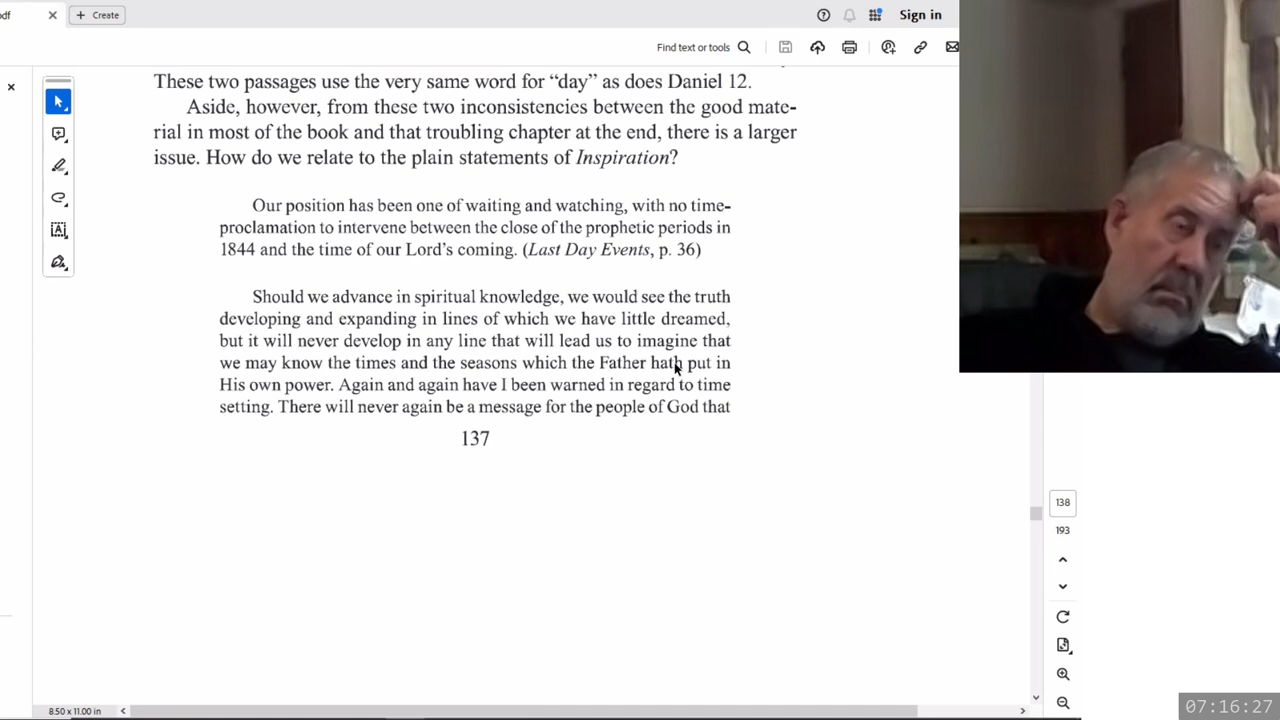 df
Create
Sign in
Find text or tools
These two passages use the very same word for “day” as does Daniel 12.
Aside, however, from these two inconsistencies between the good mate-
rial in most of the book and that troubling chapter at the end, there is a larger
issue. How do we relate to the plain statements of Inspiration?
Our position has been one of waiting and watching, with no time-
proclamation to intervene between the close of the prophetic periods in
1844 and the time of our Lord’s coming. (Last Day Events, p. 36)
Should we advance in spiritual knowledge, we would see the truth
developing and expanding in lines of which we have little dreamed,
but it will never develop in any line that will lead us to imagine that
we may know the times and the seasons which the Father hath put in
His own power. Again and again have I been warned in regard to time
setting. There will never again be a message for the people of God that
137
138
193
8.50 x 11.00 in
07:16:27